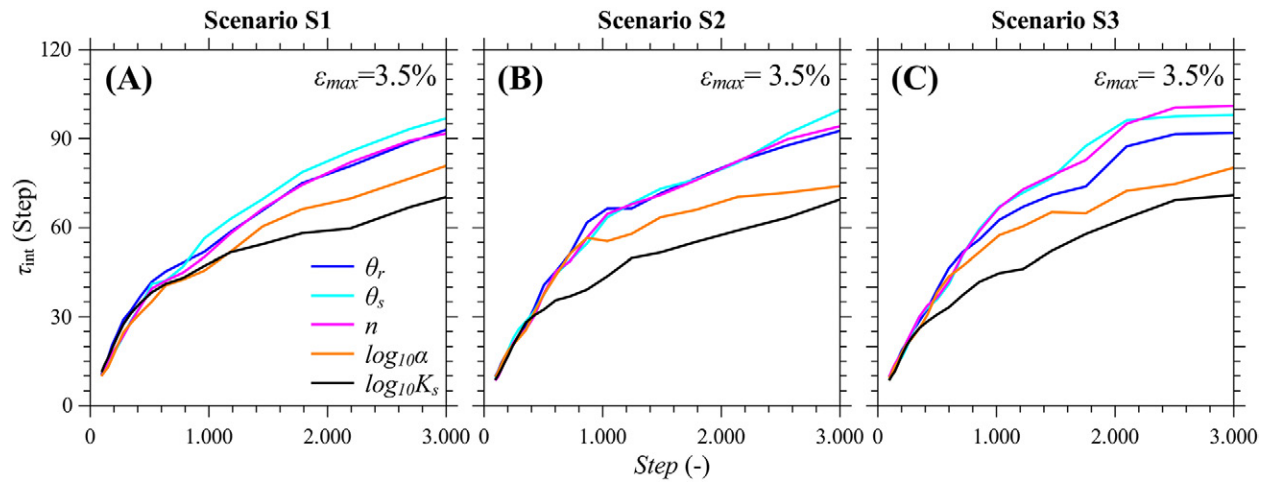 Scenario S1
Scenario S2
Scenario S3
(A)
εmax=3.5%
(B)
εmax= 3.5%
(C)
εmax= 3.5%
120
90
60
30
0
τint (Step)
θr
θs
n
log10α
log10Ks
0
1.000
2.000
3.000
0
1.000
2.000
3.000
0
1.000
2.000
3.000
Step (-)